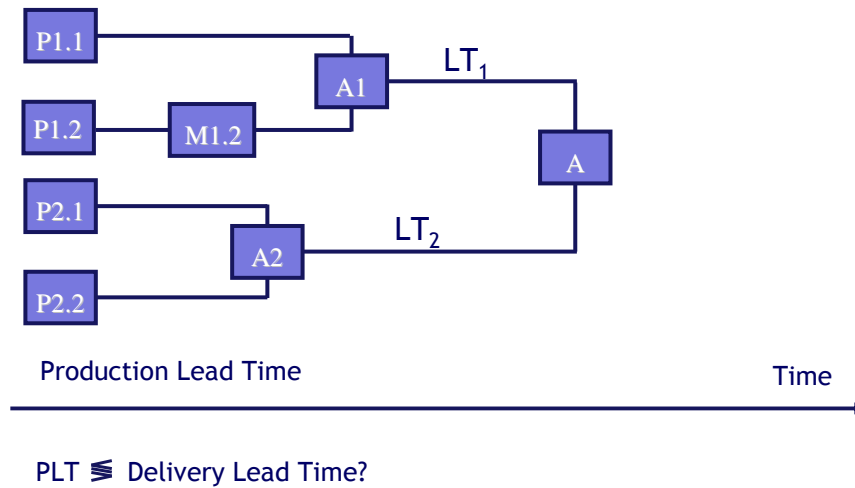 P1.1
A1
LT₁
P1.2
M1.2
A
P2.1
A2
LT₂
P2.2
Production Lead Time
Time
PLT ⪋ Delivery Lead Time?